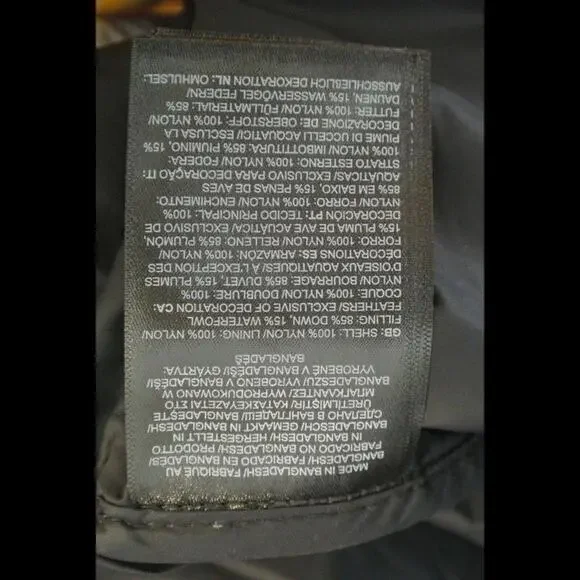 MADE IN BANGLADESH/ FABRIQUE AU
BANGLADESH/ FABRICADO EN BANGLADESH/
FABRICADO NO BANGLADESH/ PRODOTTO
IN BANGLADESH/ HERGESTELLT IN
BANGLADESH/ GEMAAKT IN BANGLADESH/
СДЕЛАНО В БАНГЛАДЕШ/ BANGLADEŞTE
ÜRETİLMİŞTİR/ ΚΑΤΑΣΚΕΥΑΖΕΤΑΙ ΣΤΟ
ΜΠΑΓΚΛΑΝΤΕΣ/ WYPRODUKOWANO W
BANGLADESZU/ VYROBENO V BANGLADÉŠI/
VYROBENÉ V BANGLADÉŠI/ GYÁRTVA:
BANGLADÉS
GB: SHELL: 100% NYLON/ LINING: 100% NYLON/
FILLING: 85% DOWN, 15% WATERFOWL
FEATHERS/ EXCLUSION OF DECORATION CA:
COQUE: 100% NYLON/ DOUBLURE: 100%
NYLON/ BOURRAGE: 85% DUVET, 15% PLUMES
D'OISEAUX AQUATIQUES À L'EXCEPTION DES
DÉCORATIONS ES: ARMAZÓN: 100% NYLON/
FORRO: 100% NYLON/ RELLENO: 85% PLUMÓN,
15% PLUMA DE AVE ACUÁTICA/ EXCLUSIVO DE
DECORACIÓN PT: TECIDO PRINCIPAL: 100%
NYLON/ FORRO: 100% NYLON/ ENCHIMENTO:
85% EM BAIXO, 15% PENAS DE AVES
AQUÁTICAS/ EXCLUSIVO PARA DECORAÇÃO IT:
STRATO ESTERNO: 100% NYLON/ FODERA:
100% NYLON/ IMBOTTITURA: 85% PIUMINO, 15%
PIUME DI UCCELLI ACQUATICI/ ESCLUSA LA
DECORAZIONE DE: OBERSTOFF: 100% NYLON/
FUTTER: 100% NYLON/ FÜLLMATERIAL: 85%
DAUNEN, 15% WASSERVÖGEL FEDERN/
AUSSCHLIEßLICH DEKORATION NL: OMHULSEL: